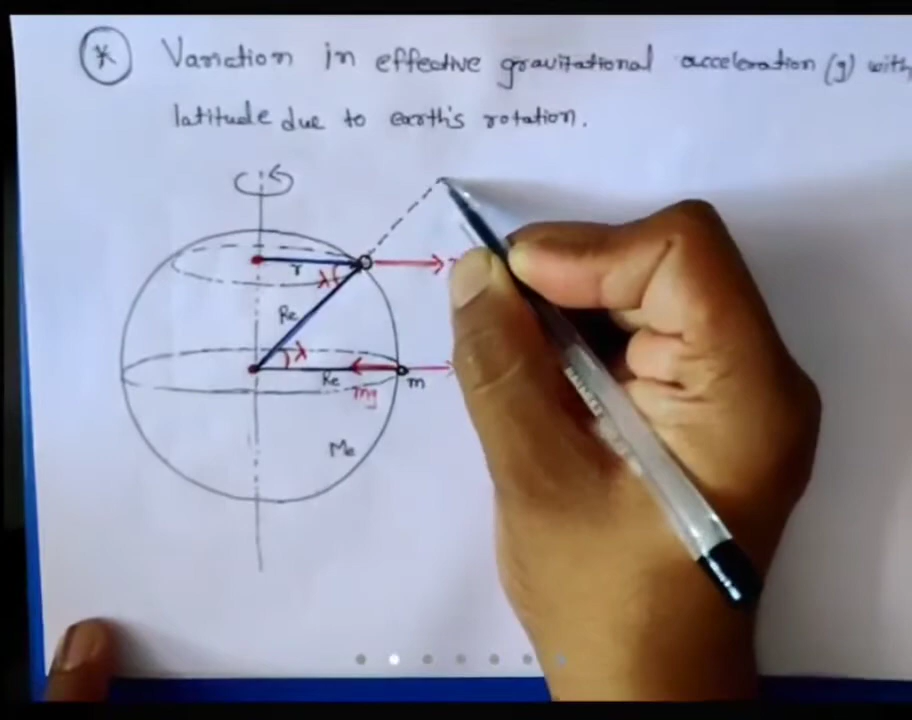 * Variation in effective gravitational acceleration (g) with
latitude due to earth's rotation.
r
λ
Re
λ
Re
m
mg
Me